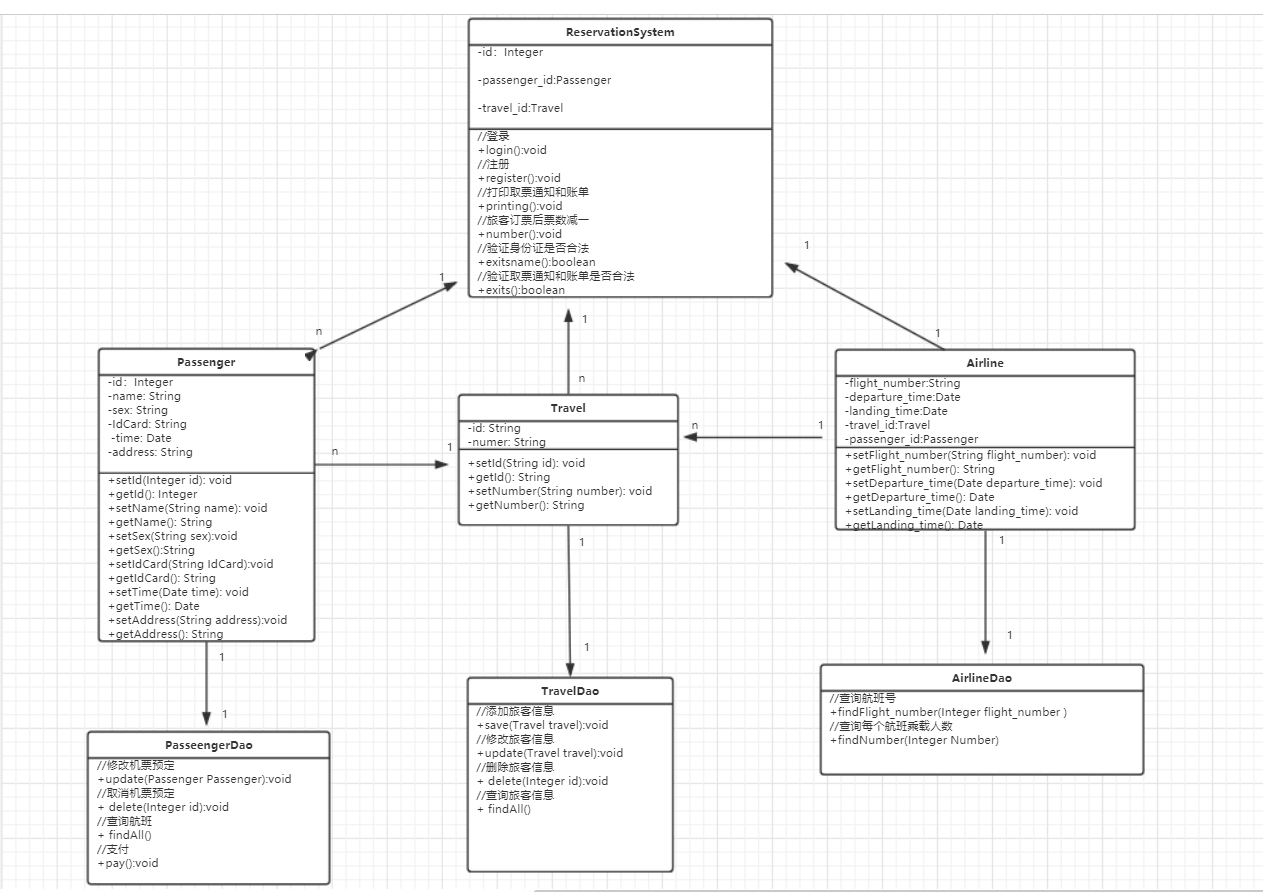 ReservationSystem
-id: Integer
-passenger_id:Passenger
-travel_id:Travel
//登录
+login():void
//注册
+register():void
//打印取票通知和账单
+printing():void
//旅客订票后票数减一
+number():void
//验证身份证是否合法
+exitsname():boolean
//验证取票通知和账单是否合法
+exits():boolean
1
n
1
n
1
1
Passenger
-id: Integer
-name: String
-sex: String
-IdCard: String
-time: Date
-address: String
+setId(Integer id): void
+getId(): Integer
+setName(String name): void
+getName(): String
+setSex(String sex):void
+getSex():String
+setIdCard(String IdCard):void
+getIdCard(): String
+setTime(Date time): void
+getTime(): Date
+setAddress(String address):void
+getAddress(): String
n
1
Travel
-id: String
-numer: String
+setId(String id): void
+getId(): String
+setNumber(String number): void
+getNumber(): String
n
1
Airline
-flight_number:String
-departure_time:Date
-landing_time:Date
-travel_id:Travel
-passenger_id:Passenger
+setFlight_number(String flight_number): void
+getFlight_number(): String
+setDeparture_time(Date departure_time): void
+getDeparture_time(): Date
+setLanding_time(Date landing_time): void
+getLanding_time(): Date
1
1
1
1
1
1
PasseengerDao
//修改机票预定
+update(Passenger Passenger):void
//取消机票预定
+ delete(Integer id):void
//查询航班
+ findAll()
//支付
+pay():void
TravelDao
//添加旅客信息
+save(Travel travel):void
//修改旅客信息
+update(Travel travel):void
//删除旅客信息
+ delete(Integer id):void
//查询旅客信息
+ findAll()
AirlineDao
//查询航班号
+findFlight_number(Integer flight_number )
//查询每个航班乘载人数
+findNumber(Integer Number)